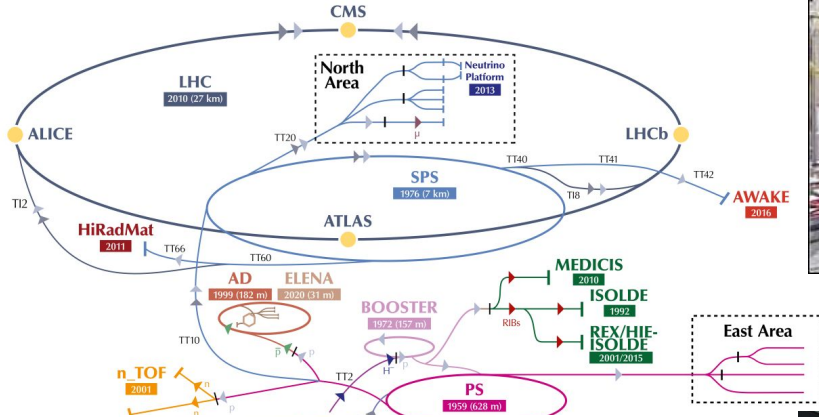 CMS
LHC
2010 (27 km)
North
Area
Neutrino
Platform
2013
μ
TT20
ALICE
LHCb
TT40
TT41
TT42
SPS
1976 (7 km)
TI8
AWAKE
2016
TI2
HiRadMat
2011
ATLAS
TT66
TT60
AD
1999 (182 m)
ELENA
2020 (31 m)
MEDICIS
2010
BOOSTER
1972 (157 m)
ISOLDE
1992
RIBs
REX/HIE-
ISOLDE
2001/2015
East Area
TT10
p̅
p
H⁻
p
n_TOF
2001
TT2
n
p
n
PS
1959 (628 m)